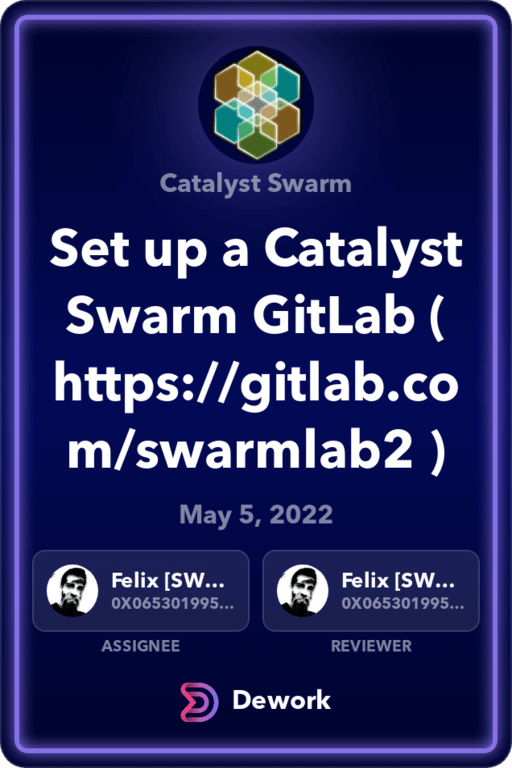 Catalyst Swarm
Set up a Catalyst
Swarm GitLab (
https://gitlab.co
m/swarmlab2 )
May 5, 2022
Felix [SW...
0X065301995...
ASSIGNEE
Felix [SW...
0X065301995...
REVIEWER
Dework